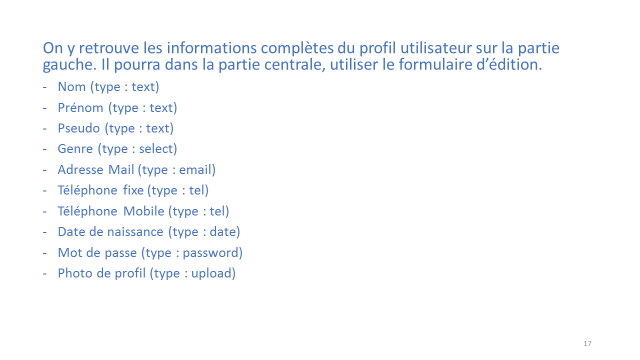 On y retrouve les informations complètes du profil utilisateur sur la partie
gauche. Il pourra dans la partie centrale, utiliser le formulaire d’édition.
- Nom (type : text)
- Prénom (type : text)
- Pseudo (type : text)
- Genre (type : select)
- Adresse Mail (type : email)
- Téléphone fixe (type : tel)
- Téléphone Mobile (type : tel)
- Date de naissance (type : date)
- Mot de passe (type : password)
- Photo de profil (type : upload)
17